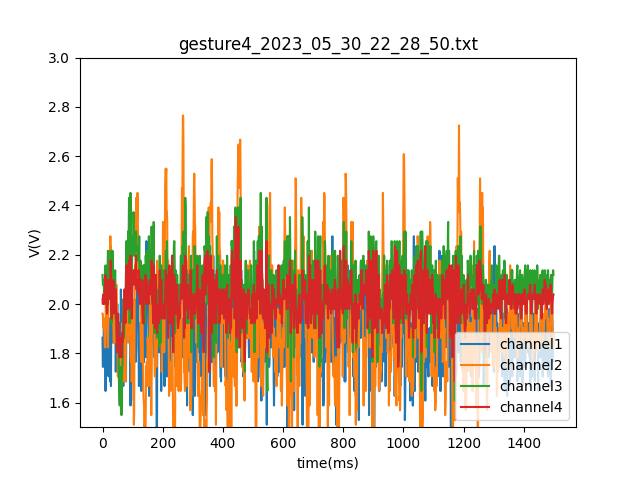 gesture4_2023_05_30_22_28_50.txt
3.0
2.8
2.6
2.4
2.2
2.0
1.8
1.6
V(V)
channel1
channel2
channel3
channel4
0 200 400 600 800 1000 1200 1400
time(ms)